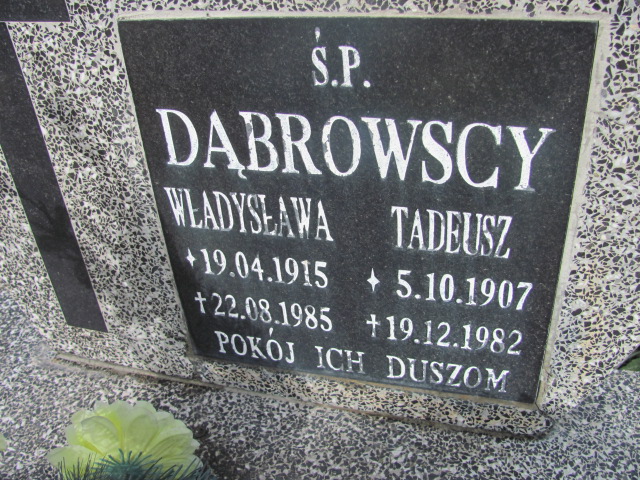 Ś.P.
DĄBROWSCY
WŁADYSŁAWA TADEUSZ
✦19.04.1915 ✦ 5.10.1907
✝22.08.1985 ✝19.12.1982
POKÓJ ICH DUSZOM